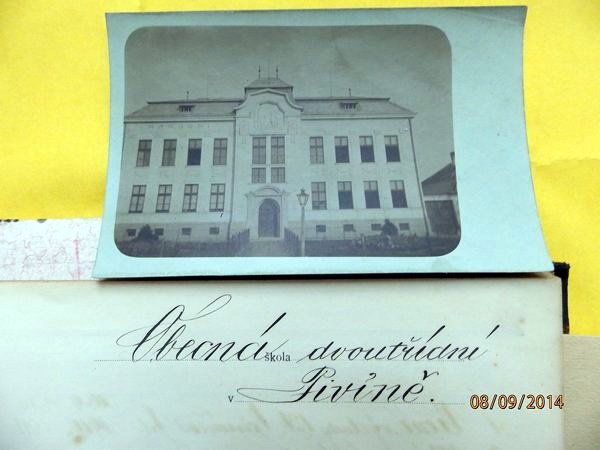 Obecná škola dvoutřídní
v Pivíně.
08/09/2014